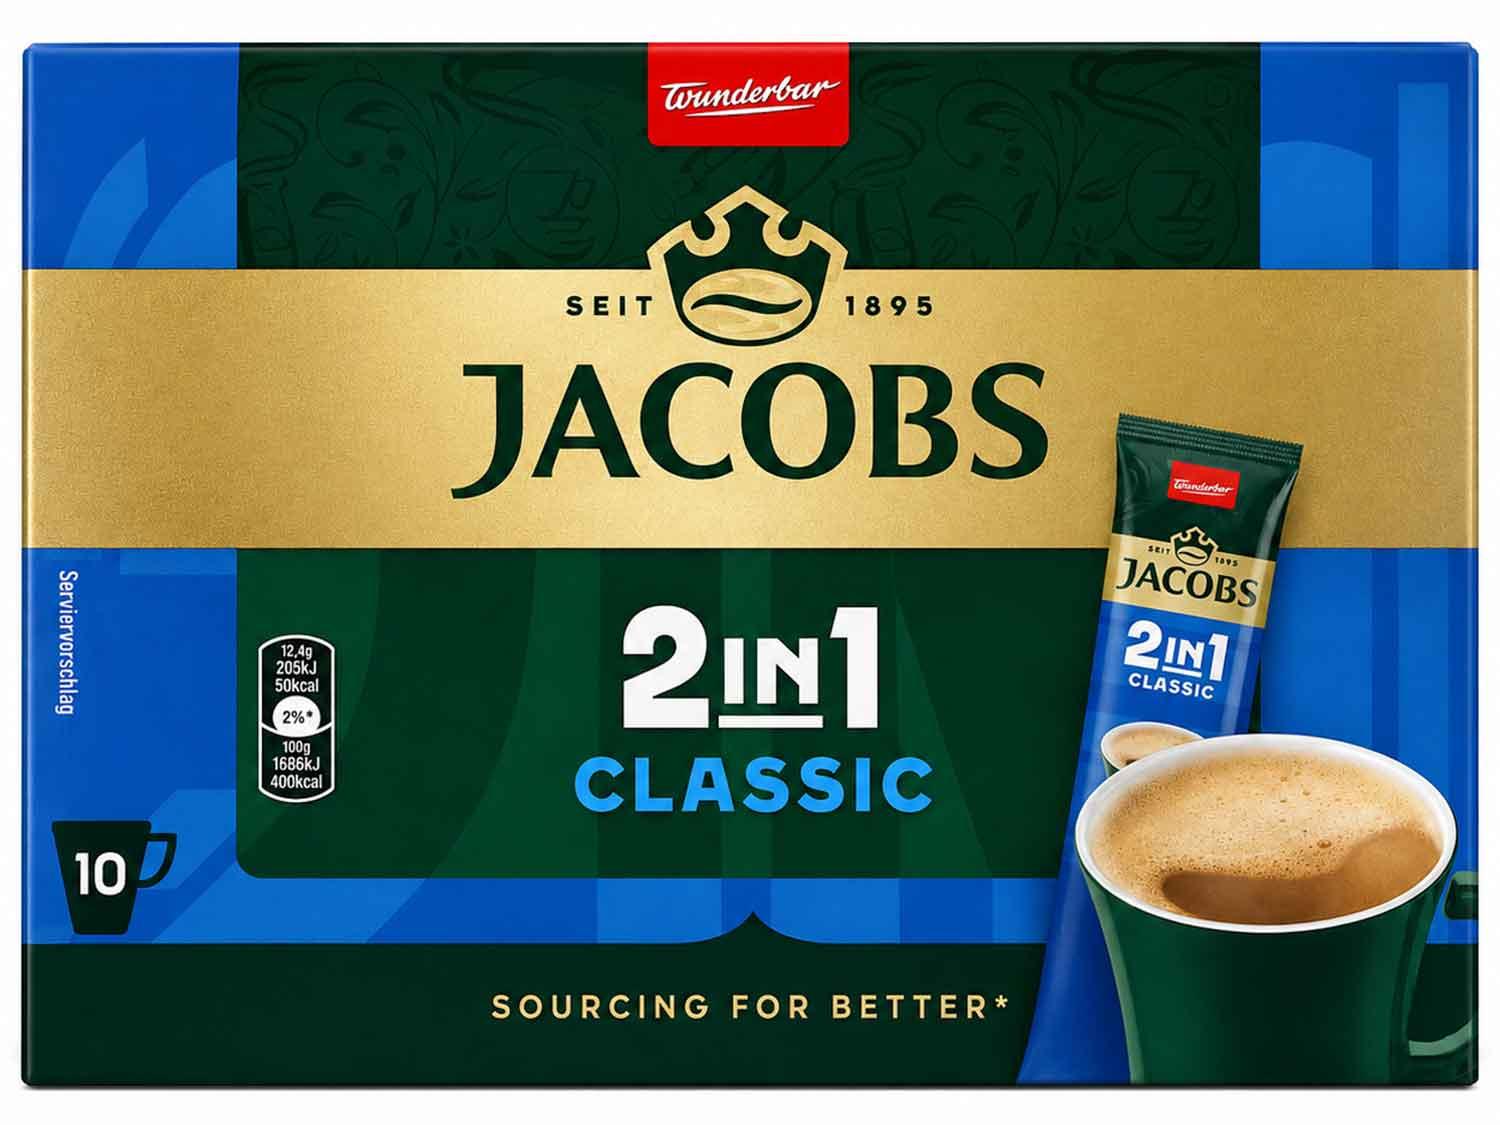 Wunderbar
SEIT 1895
JACOBS
Wunderbar
SEIT 1895
JACOBS
2IN1
CLASSIC
Serviervorschlag
12,4g
205kJ
50kcal
2%*
100g
1686kJ
400kcal
2IN1
CLASSIC
10
SOURCING FOR BETTER*